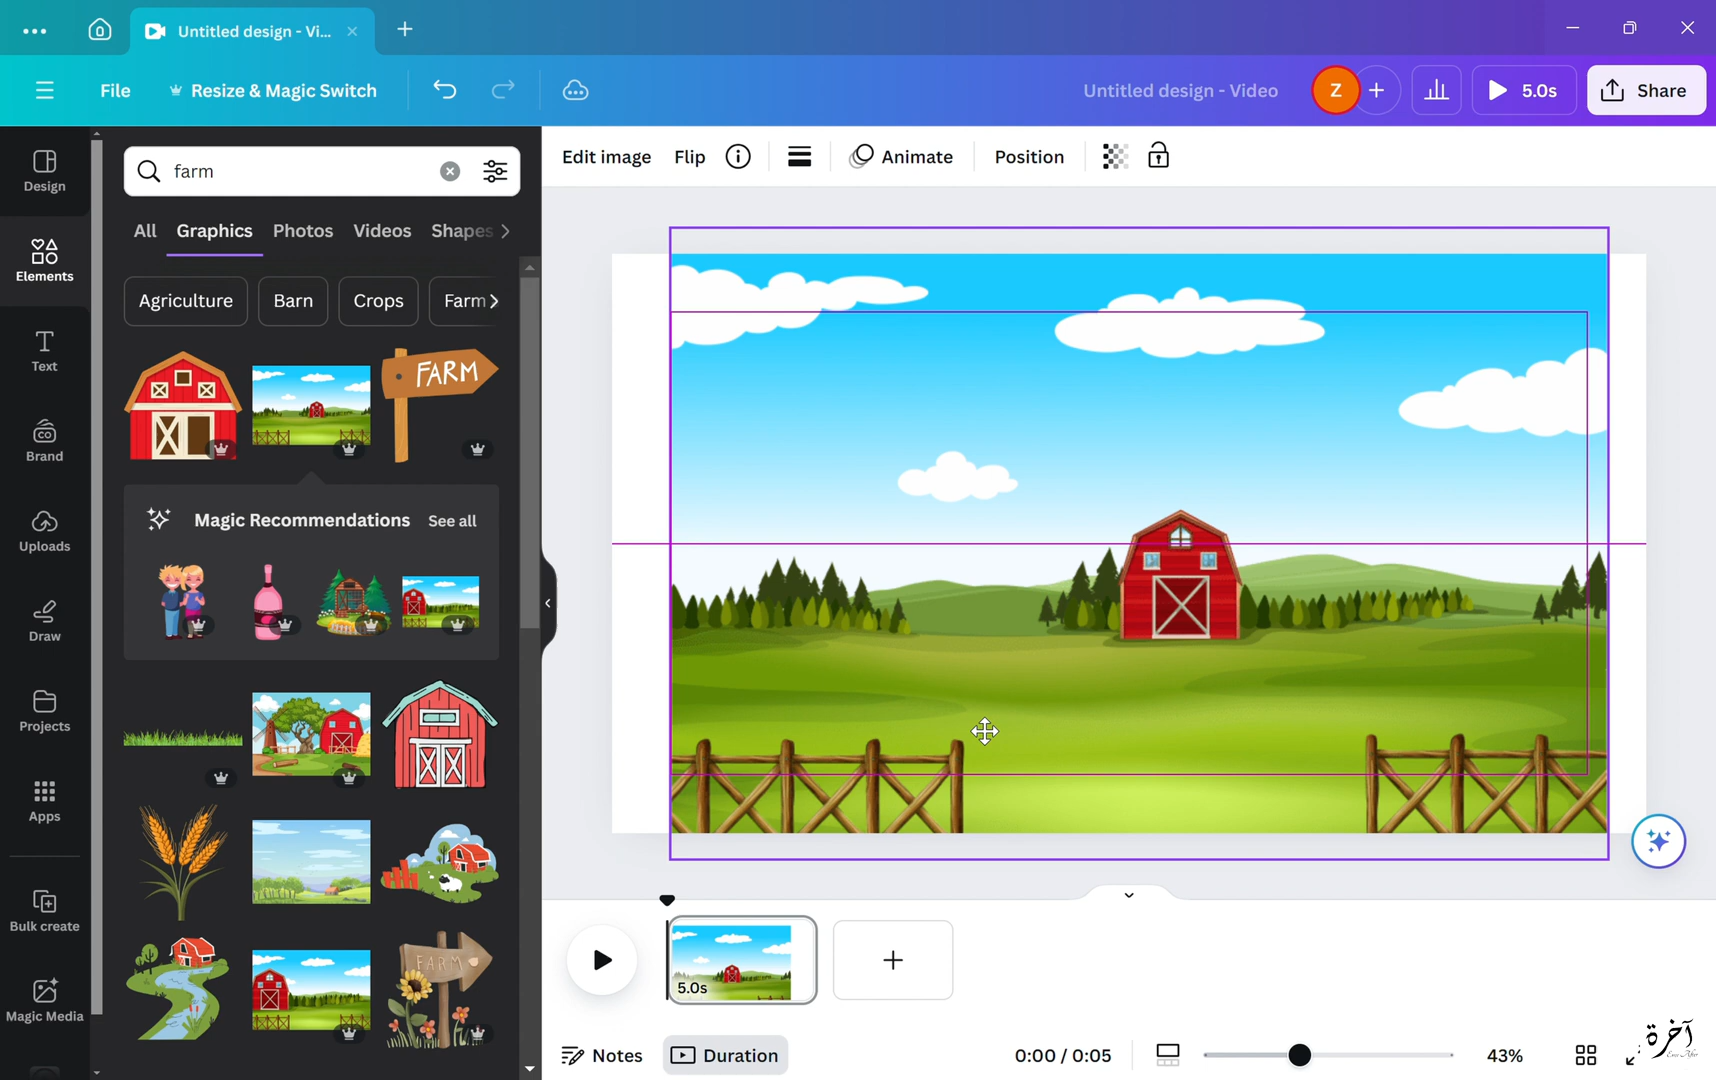 Untitled design - Vi...
File
Resize & Magic Switch
Untitled design - Video
Z
5.0s
Share
Design
Elements
Text
Brand
Uploads
Draw
Projects
Apps
Bulk create
Magic Media
farm
All
Graphics
Photos
Videos
Shapes
Agriculture
Barn
Crops
Farm
FARM
Magic Recommendations
See all
FARM
Edit image
Flip
Animate
Position
5.0s
Notes
Duration
0:00 / 0:05
43%
آخرة